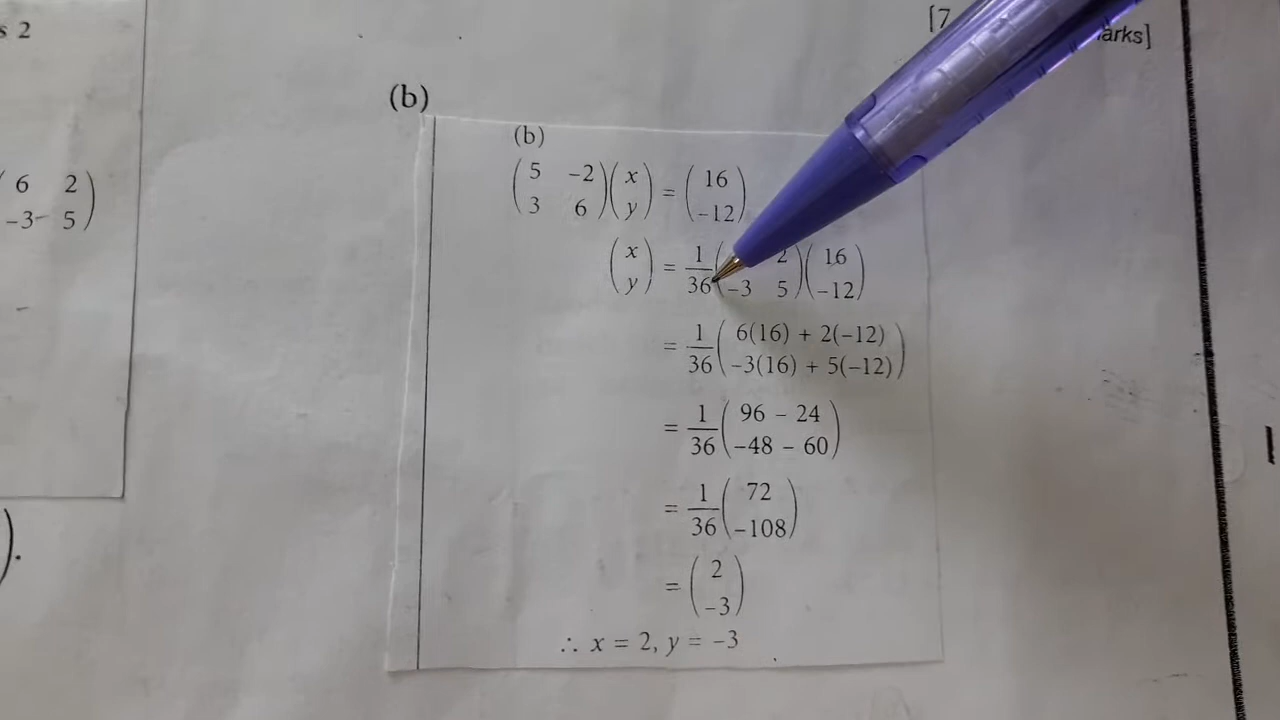 s 2
[7
arks]
(b)
(b)
6 2
-3 5
(5 -2) (x) = (16)
(3 6) (y) (-12)
(x) = 1/36 ( 2) (16)
(y) (-3 5) (-12)
= 1/36 (6(16) + 2(-12))
(-3(16) + 5(-12))
= 1/36 (96 - 24)
(-48 - 60)
= 1/36 (72)
(-108)
= (2)
(-3)
∴ x = 2, y = -3
).